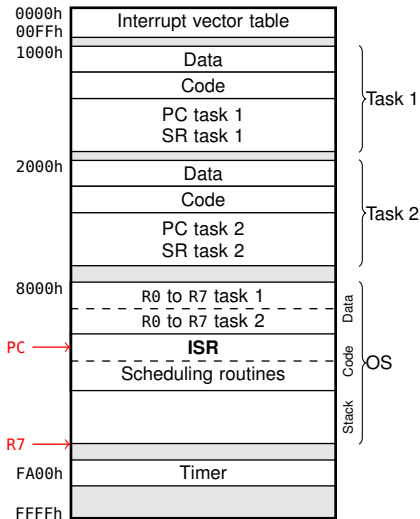 0000h
Interrupt vector table
00FFh
1000h
Data
Code
PC task 1
SR task 1
Task 1
2000h
Data
Code
PC task 2
SR task 2
Task 2
8000h
R0 to R7 task 1
R0 to R7 task 2
Data
PC
ISR
Scheduling routines
Code
OS
Stack
R7
FA00h
Timer
FFFFh